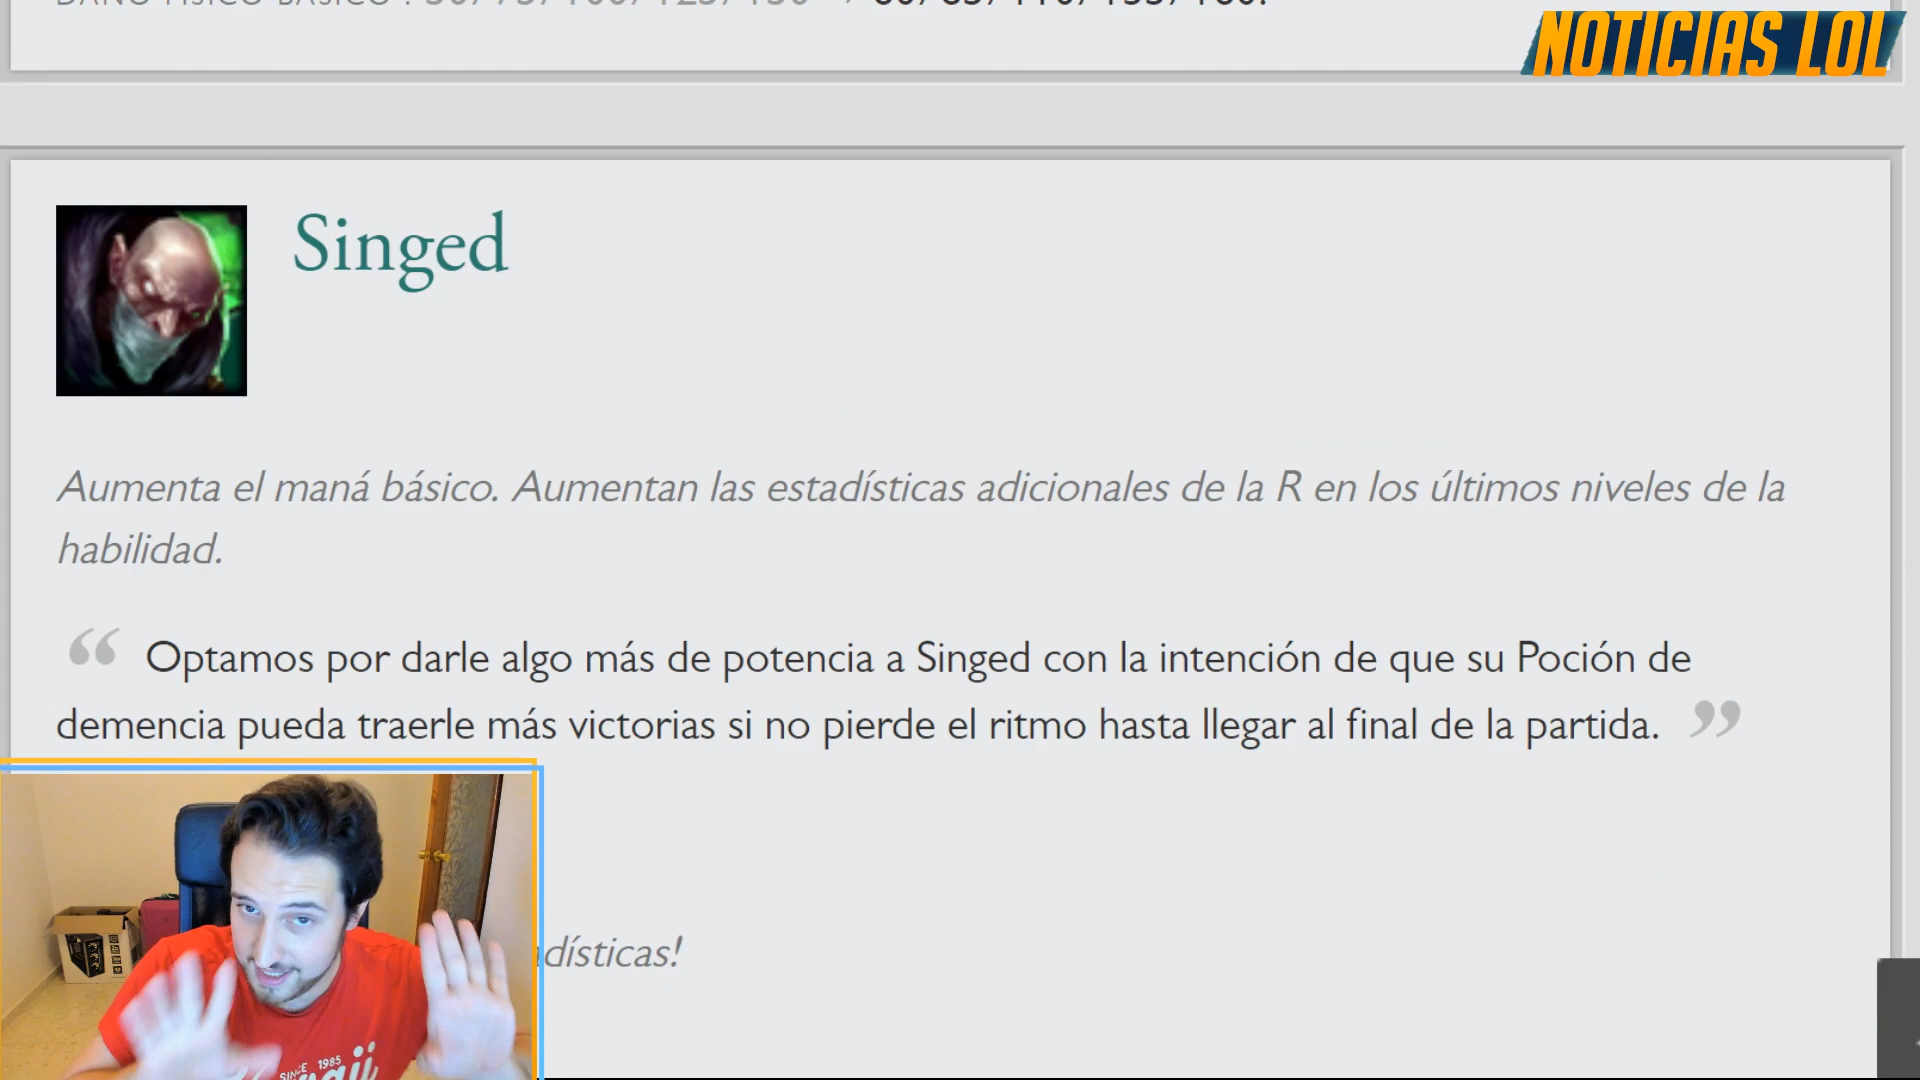 NOTICIAS LOL
Singed
Aumenta el maná básico. Aumentan las estadísticas adicionales de la R en los últimos niveles de la
habilidad.
“ Optamos por darle algo más de potencia a Singed con la intención de que su Poción de
demencia pueda traerle más victorias si no pierde el ritmo hasta llegar al final de la partida. ”
SINCE 1985